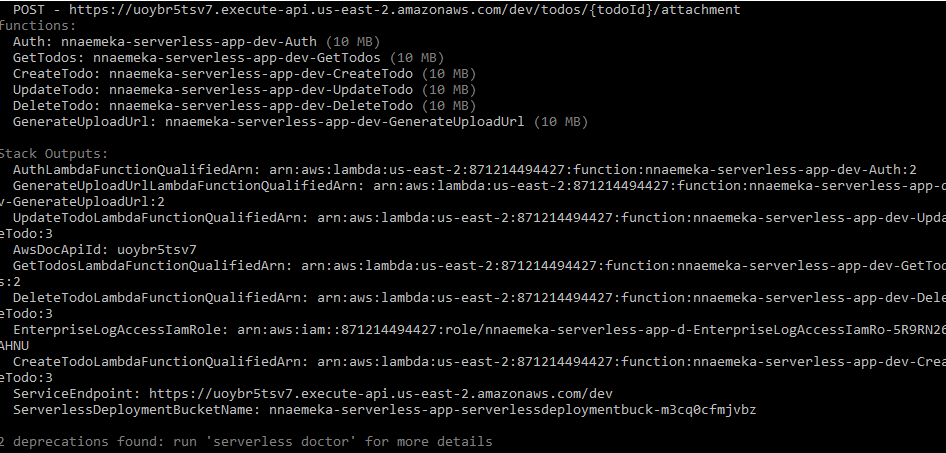 POST - https://uoybr5tsv7.execute-api.us-east-2.amazonaws.com/dev/todos/{todoId}/attachment
functions:
Auth: nnaemeka-serverless-app-dev-Auth (10 MB)
GetTodos: nnaemeka-serverless-app-dev-GetTodos (10 MB)
CreateTodo: nnaemeka-serverless-app-dev-CreateTodo (10 MB)
UpdateTodo: nnaemeka-serverless-app-dev-UpdateTodo (10 MB)
DeleteTodo: nnaemeka-serverless-app-dev-DeleteTodo (10 MB)
GenerateUploadUrl: nnaemeka-serverless-app-dev-GenerateUploadUrl (10 MB)
Stack Outputs:
AuthLambdaFunctionQualifiedArn: arn:aws:lambda:us-east-2:871214494427:function:nnaemeka-serverless-app-dev-Auth:2
GenerateUploadUrlLambdaFunctionQualifiedArn: arn:aws:lambda:us-east-2:871214494427:function:nnaemeka-serverless-app-d
v-GenerateUploadUrl:2
UpdateTodoLambdaFunctionQualifiedArn: arn:aws:lambda:us-east-2:871214494427:function:nnaemeka-serverless-app-dev-Upda
eTodo:3
AwsDocApiId: uoybr5tsv7
GetTodosLambdaFunctionQualifiedArn: arn:aws:lambda:us-east-2:871214494427:function:nnaemeka-serverless-app-dev-GetTod
s:2
DeleteTodoLambdaFunctionQualifiedArn: arn:aws:lambda:us-east-2:871214494427:function:nnaemeka-serverless-app-dev-Dele
eTodo:3
EnterpriseLogAccessIamRole: arn:aws:iam::871214494427:role/nnaemeka-serverless-app-d-EnterpriseLogAccessIamRo-5R9RN26
AHNU
CreateTodoLambdaFunctionQualifiedArn: arn:aws:lambda:us-east-2:871214494427:function:nnaemeka-serverless-app-dev-Crea
eTodo:3
ServiceEndpoint: https://uoybr5tsv7.execute-api.us-east-2.amazonaws.com/dev
ServerlessDeploymentBucketName: nnaemeka-serverless-app-serverlessdeploymentbuck-m3cq0cfmjvbz
2 deprecations found: run 'serverless doctor' for more details